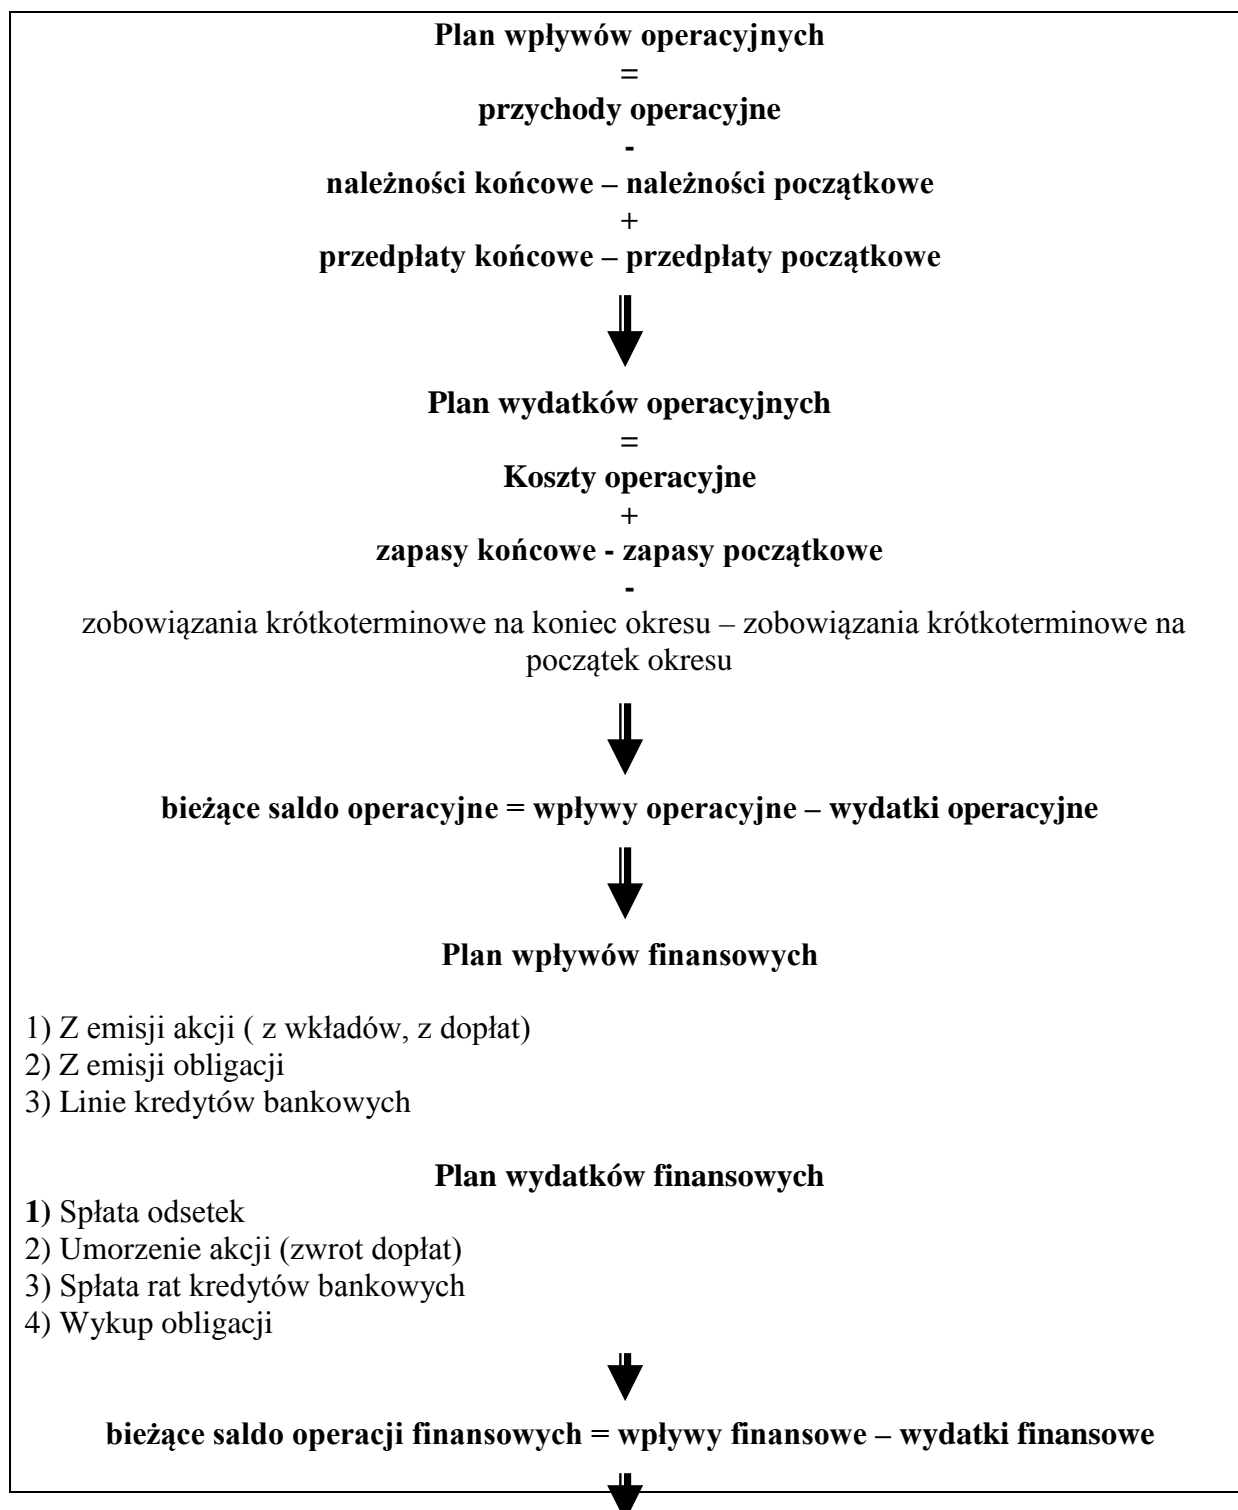 Plan wpływów operacyjnych
=
przychody operacyjne
-
należności końcowe – należności początkowe
+
przedpłaty końcowe – przedpłaty początkowe
Plan wydatków operacyjnych
=
Koszty operacyjne
+
zapasy końcowe - zapasy początkowe
-
zobowiązania krótkoterminowe na koniec okresu – zobowiązania krótkoterminowe na
początek okresu
bieżące saldo operacyjne = wpływy operacyjne – wydatki operacyjne
Plan wpływów finansowych
1) Z emisji akcji ( z wkładów, z dopłat)
2) Z emisji obligacji
3) Linie kredytów bankowych
Plan wydatków finansowych
1) Spłata odsetek
2) Umorzenie akcji (zwrot dopłat)
3) Spłata rat kredytów bankowych
4) Wykup obligacji
bieżące saldo operacji finansowych = wpływy finansowe – wydatki finansowe